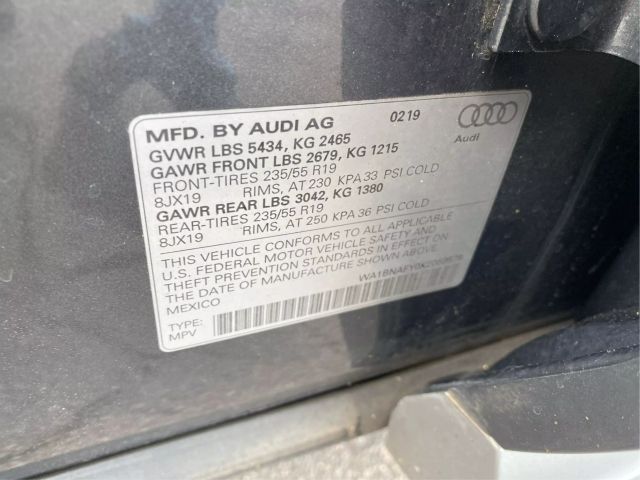 MFD. BY AUDI AG 0219
GVWR LBS 5434, KG 2465
GAWR FRONT LBS 2679, KG 1215
FRONT-TIRES 235/55 R19
8JX19 RIMS, AT 230 KPA 33 PSI COLD
GAWR REAR LBS 3042, KG 1380
REAR-TIRES 235/55 R19
8JX19 RIMS, AT 250 KPA 36 PSI COLD
Audi
THIS VEHICLE CONFORMS TO ALL APPLICABLE
U.S. FEDERAL MOTOR VEHICLE SAFETY AND
THEFT PREVENTION STANDARDS IN EFFECT ON
THE DATE OF MANUFACTURE SHOWN ABOVE.
MEXICO
TYPE:
MPV